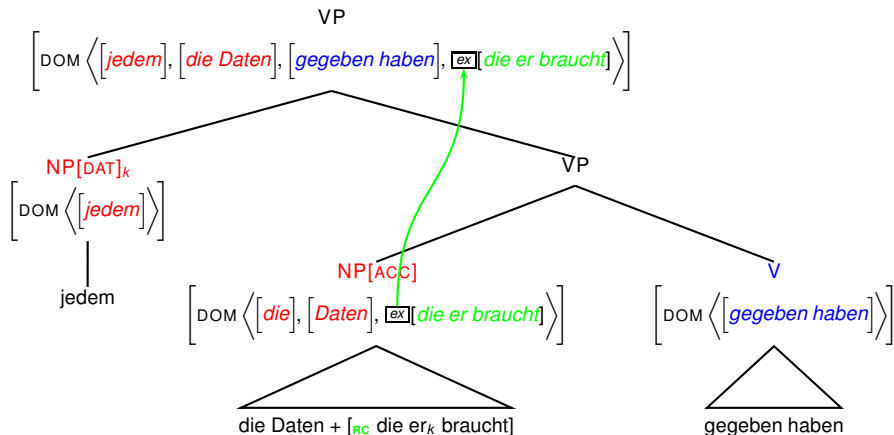 VP
[DOM ⟨[jedem], [die Daten], [gegeben haben], ex[die er braucht]⟩]
NP[DAT]k VP
[DOM ⟨[jedem]⟩]
jedem
NP[ACC] V
[DOM ⟨[die], [Daten], ex[die er braucht]⟩] [DOM ⟨[gegeben haben]⟩]
die Daten + [RC die erk braucht] gegeben haben